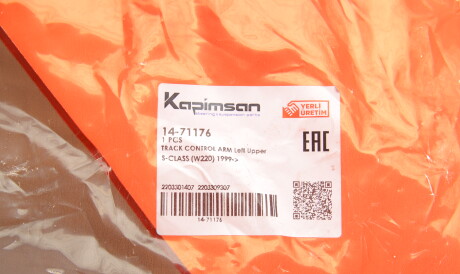 Kapimsan
steering&suspension parts
YERLİ
ÜRETİM
14-71176
1 PCS
TRACK CONTROL ARM Left Upper
S-CLASS (W220) 1999->
EAC
2203301407 2203309307
14-71176